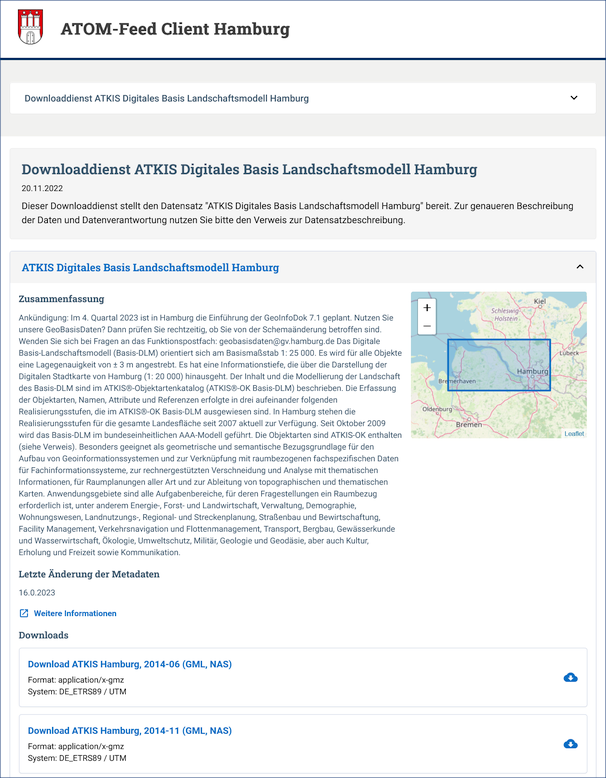 ATOM-Feed Client Hamburg
Downloaddienst ATKIS Digitales Basis Landschaftsmodell Hamburg
Downloaddienst ATKIS Digitales Basis Landschaftsmodell Hamburg
20.11.2022
Dieser Downloaddienst stellt den Datensatz "ATKIS Digitales Basis Landschaftsmodell Hamburg" bereit. Zur genaueren Beschreibung
der Daten und Datenverantwortung nutzen Sie bitte den Verweis zur Datensatzbeschreibung.
ATKIS Digitales Basis Landschaftsmodell Hamburg
Zusammenfassung
Ankündigung: Im 4. Quartal 2023 ist in Hamburg die Einführung der GeoInfoDok 7.1 geplant. Nutzen Sie
unsere GeoBasisDaten? Dann prüfen Sie rechtzeitig, ob Sie von der Schemaänderung betroffen sind.
Wenden Sie sich bei Fragen an das Funktionspostfach: geobasisdaten@gv.hamburg.de Das Digitale
Basis-Landschaftsmodell (Basis-DLM) orientiert sich am Basismaßstab 1: 25 000. Es wird für alle Objekte
eine Lagegenauigkeit von ± 3 m angestrebt. Es hat eine Informationstiefe, die über die Darstellung der
Digitalen Stadtkarte von Hamburg (1: 20 000) hinausgeht. Der Inhalt und die Modellierung der Landschaft
des Basis-DLM sind im ATKIS®-Objektartenkatalog (ATKIS®-OK Basis-DLM) beschrieben. Die Erfassung
der Objektarten, Namen, Attribute und Referenzen erfolgte in drei aufeinander folgenden
Realisierungsstufen, die im ATKIS®-OK Basis-DLM ausgewiesen sind. In Hamburg stehen die
Realisierungsstufen für die gesamte Landesfläche seit 2007 aktuell zur Verfügung. Seit Oktober 2009
wird das Basis-DLM im bundeseinheitlichen AAA-Modell geführt. Die Objektarten sind ATKIS-OK enthalten
(siehe Verweis). Besonders geeignet als geometrische und semantische Bezugsgrundlage für den
Aufbau von Geoinformationssystemen und zur Verknüpfung mit raumbezogenen fachspezifischen Daten
für Fachinformationssysteme, zur rechnergestützten Verschneidung und Analyse mit thematischen
Informationen, für Raumplanungen aller Art und zur Ableitung von topographischen und thematischen
Karten. Anwendungsgebiete sind alle Aufgabenbereiche, für deren Fragestellungen ein Raumbezug
erforderlich ist, unter anderem Energie-, Forst- und Landwirtschaft, Verwaltung, Demographie,
Wohnungswesen, Landnutzungs-, Regional- und Streckenplanung, Straßenbau und Bewirtschaftung,
Facility Management, Verkehrsnavigation und Flottenmanagement, Transport, Bergbau, Gewässerkunde
und Wasserwirtschaft, Ökologie, Umweltschutz, Militär, Geologie und Geodäsie, aber auch Kultur,
Erholung und Freizeit sowie Kommunikation.
+
−
Kiel
Schleswig
Holstein
Lübeck
Hamburg
Bremerhaven
Oldenburg
Bremen
Leaflet
Letzte Änderung der Metadaten
16.0.2023
Weitere Informationen
Downloads
Download ATKIS Hamburg, 2014-06 (GML, NAS)
Format: application/x-gmz
System: DE_ETRS89 / UTM
Download ATKIS Hamburg, 2014-11 (GML, NAS)
Format: application/x-gmz
System: DE_ETRS89 / UTM